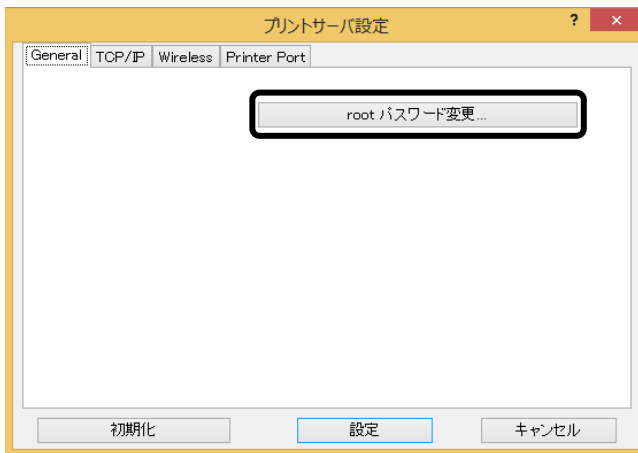 プリントサーバ設定
?
×
General TCP/IP Wireless Printer Port
root パスワード変更...
初期化 設定 キャンセル